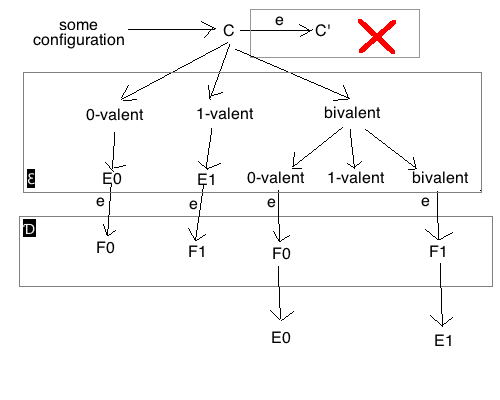 some
configuration
C
e
C'
0-valent
1-valent
bivalent
ℰ
E0
E1
0-valent
1-valent
bivalent
e
e
e
e
𝒟
F0
F1
F0
F1
E0
E1